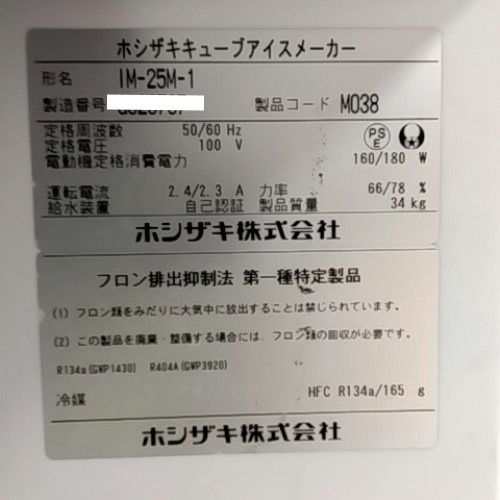 ホシザキキューブアイスメーカー
形名 IM-25M-1
製造番号
製品コード M038
定格周波数 50/60 Hz
定格電圧 100 V
電動機定格消費電力 160/180 W
PS E
運転電流 2.4/2.3 A 力率 66/78 %
給水装置 自己認証 製品質量 34 kg
ホシザキ株式会社
フロン排出抑制法 第一種特定製品
(1) フロン類をみだりに大気中に放出することは禁じられています。
(2) この製品を廃棄・整備する場合には、フロン類の回収が必要です。
R134a(GWP1430) R404A(GWP3920)
冷媒 HFC R134a/165 g
ホシザキ株式会社